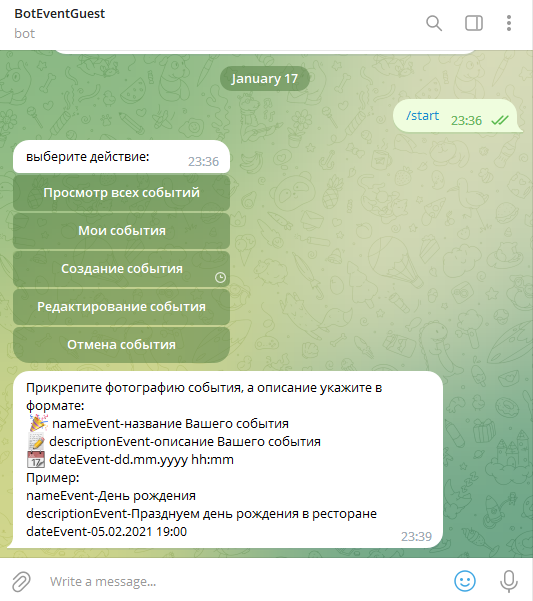 BotEventGuest
bot
January 17
/start 23:36
выберите действие: 23:36
Просмотр всех событий
Мои события
Создание события
Редактирование события
Отмена события
Прикрепите фотографию события, а описание укажите в
формате:
🎉 nameEvent-название Вашего события
📝 descriptionEvent-описание Вашего события
📆 dateEvent-dd.mm.yyyy hh:mm
Пример:
nameEvent-День рождения
descriptionEvent-Празднуем день рождения в ресторане
dateEvent-05.02.2021 19:00 23:39
Write a message...